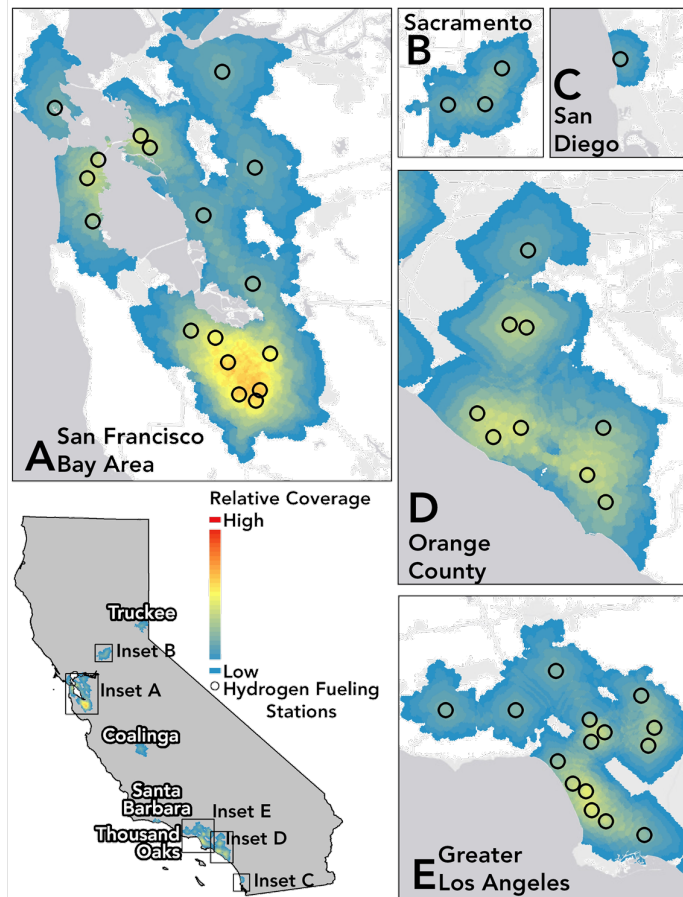 A San Francisco
Bay Area
Sacramento
B
C
San
Diego
D
Orange
County
Relative Coverage
High
Low
Hydrogen Fueling
Stations
Truckee
Inset B
Inset A
Coalinga
Santa
Barbara
Inset E
Thousand
Oaks
Inset D
Inset C
E Greater
Los Angeles